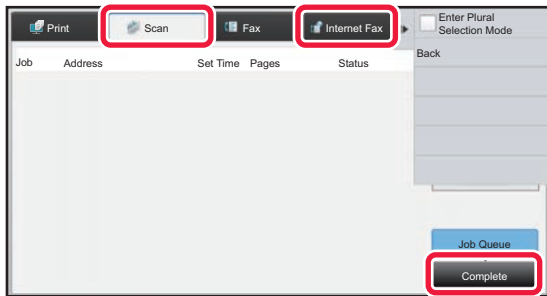 Print
Scan
Fax
Internet Fax
Enter Plural
Selection Mode
Back
Job Address Set Time Pages Status
Job Queue
Complete